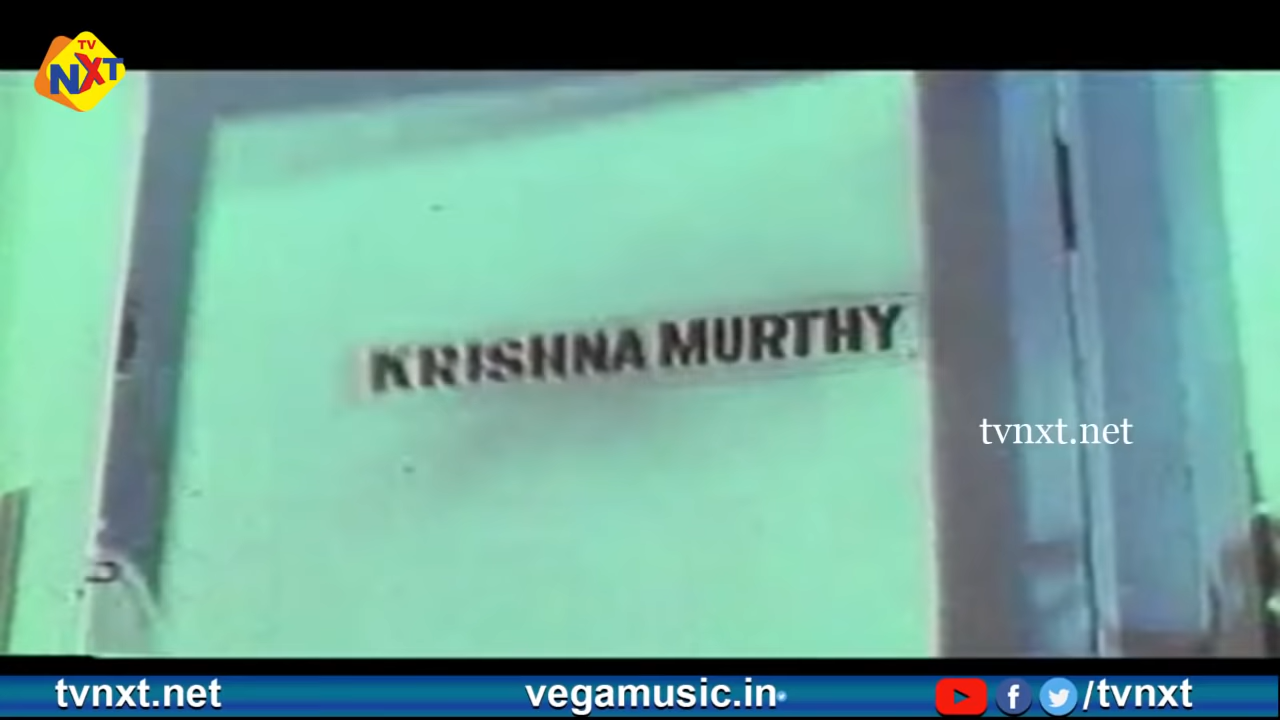 TV
NXT
KRISHNA MURTHY
tvnxt.net
tvnxt.net
vegamusic.in
/tvnxt